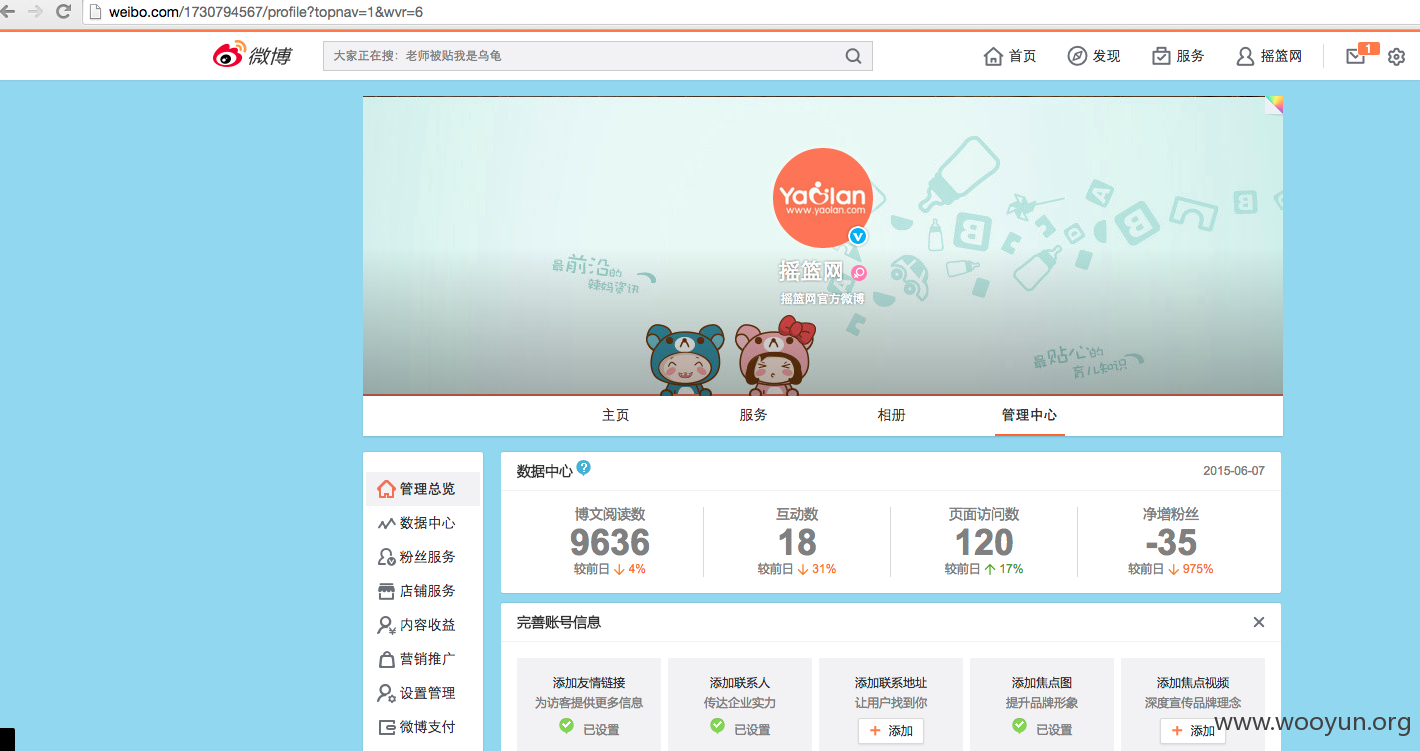 weibo.com/1730794567/profile?topnav=1&wvr=6
微博
大家正在搜：老师被贴我是乌龟
首页
发现
服务
摇篮网
1
Yaolan
www.yaolan.com
V
摇篮网
摇篮网官方微博
最前沿的
辣妈资讯
最贴心的
育儿知识
A
B
B
B
主页
服务
相册
管理中心
管理总览
数据中心
粉丝服务
店铺服务
内容收益
营销推广
设置管理
微博支付
数据中心 ?
2015-06-07
博文阅读数
9636
较前日 ↓ 4%
互动数
18
较前日 ↓ 31%
页面访问数
120
较前日 ↑ 17%
净增粉丝
-35
较前日 ↓ 975%
完善账号信息
添加友情链接
为访客提供更多信息
已设置
添加联系人
传达企业实力
已设置
添加联系地址
让用户找到你
+ 添加
添加焦点图
提升品牌形象
已设置
添加焦点视频
深度宣传品牌理念
+ 添加
www.wooyun.org